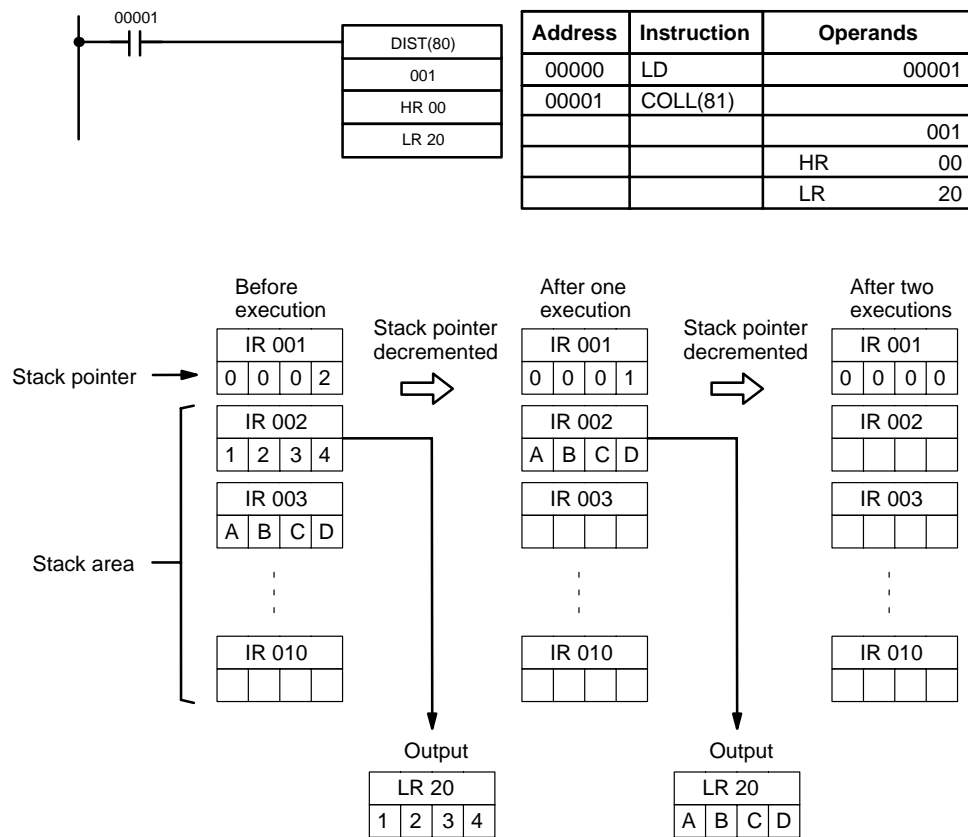 00001
DIST(80)
001
HR 00
LR 20
Address Instruction Operands
00000 LD 00001
00001 COLL(81)
001
HR 00
LR 20
Before
execution
After one
execution
After two
executions
Stack pointer
decremented
Stack pointer
decremented
Stack pointer
IR 001
0 0 0 2
IR 001
0 0 0 1
IR 001
0 0 0 0
Stack area
IR 002
1 2 3 4
IR 002
A B C D
IR 002
IR 003
A B C D
IR 003
IR 003
IR 010
IR 010
IR 010
Output
LR 20
1 2 3 4
Output
LR 20
A B C D